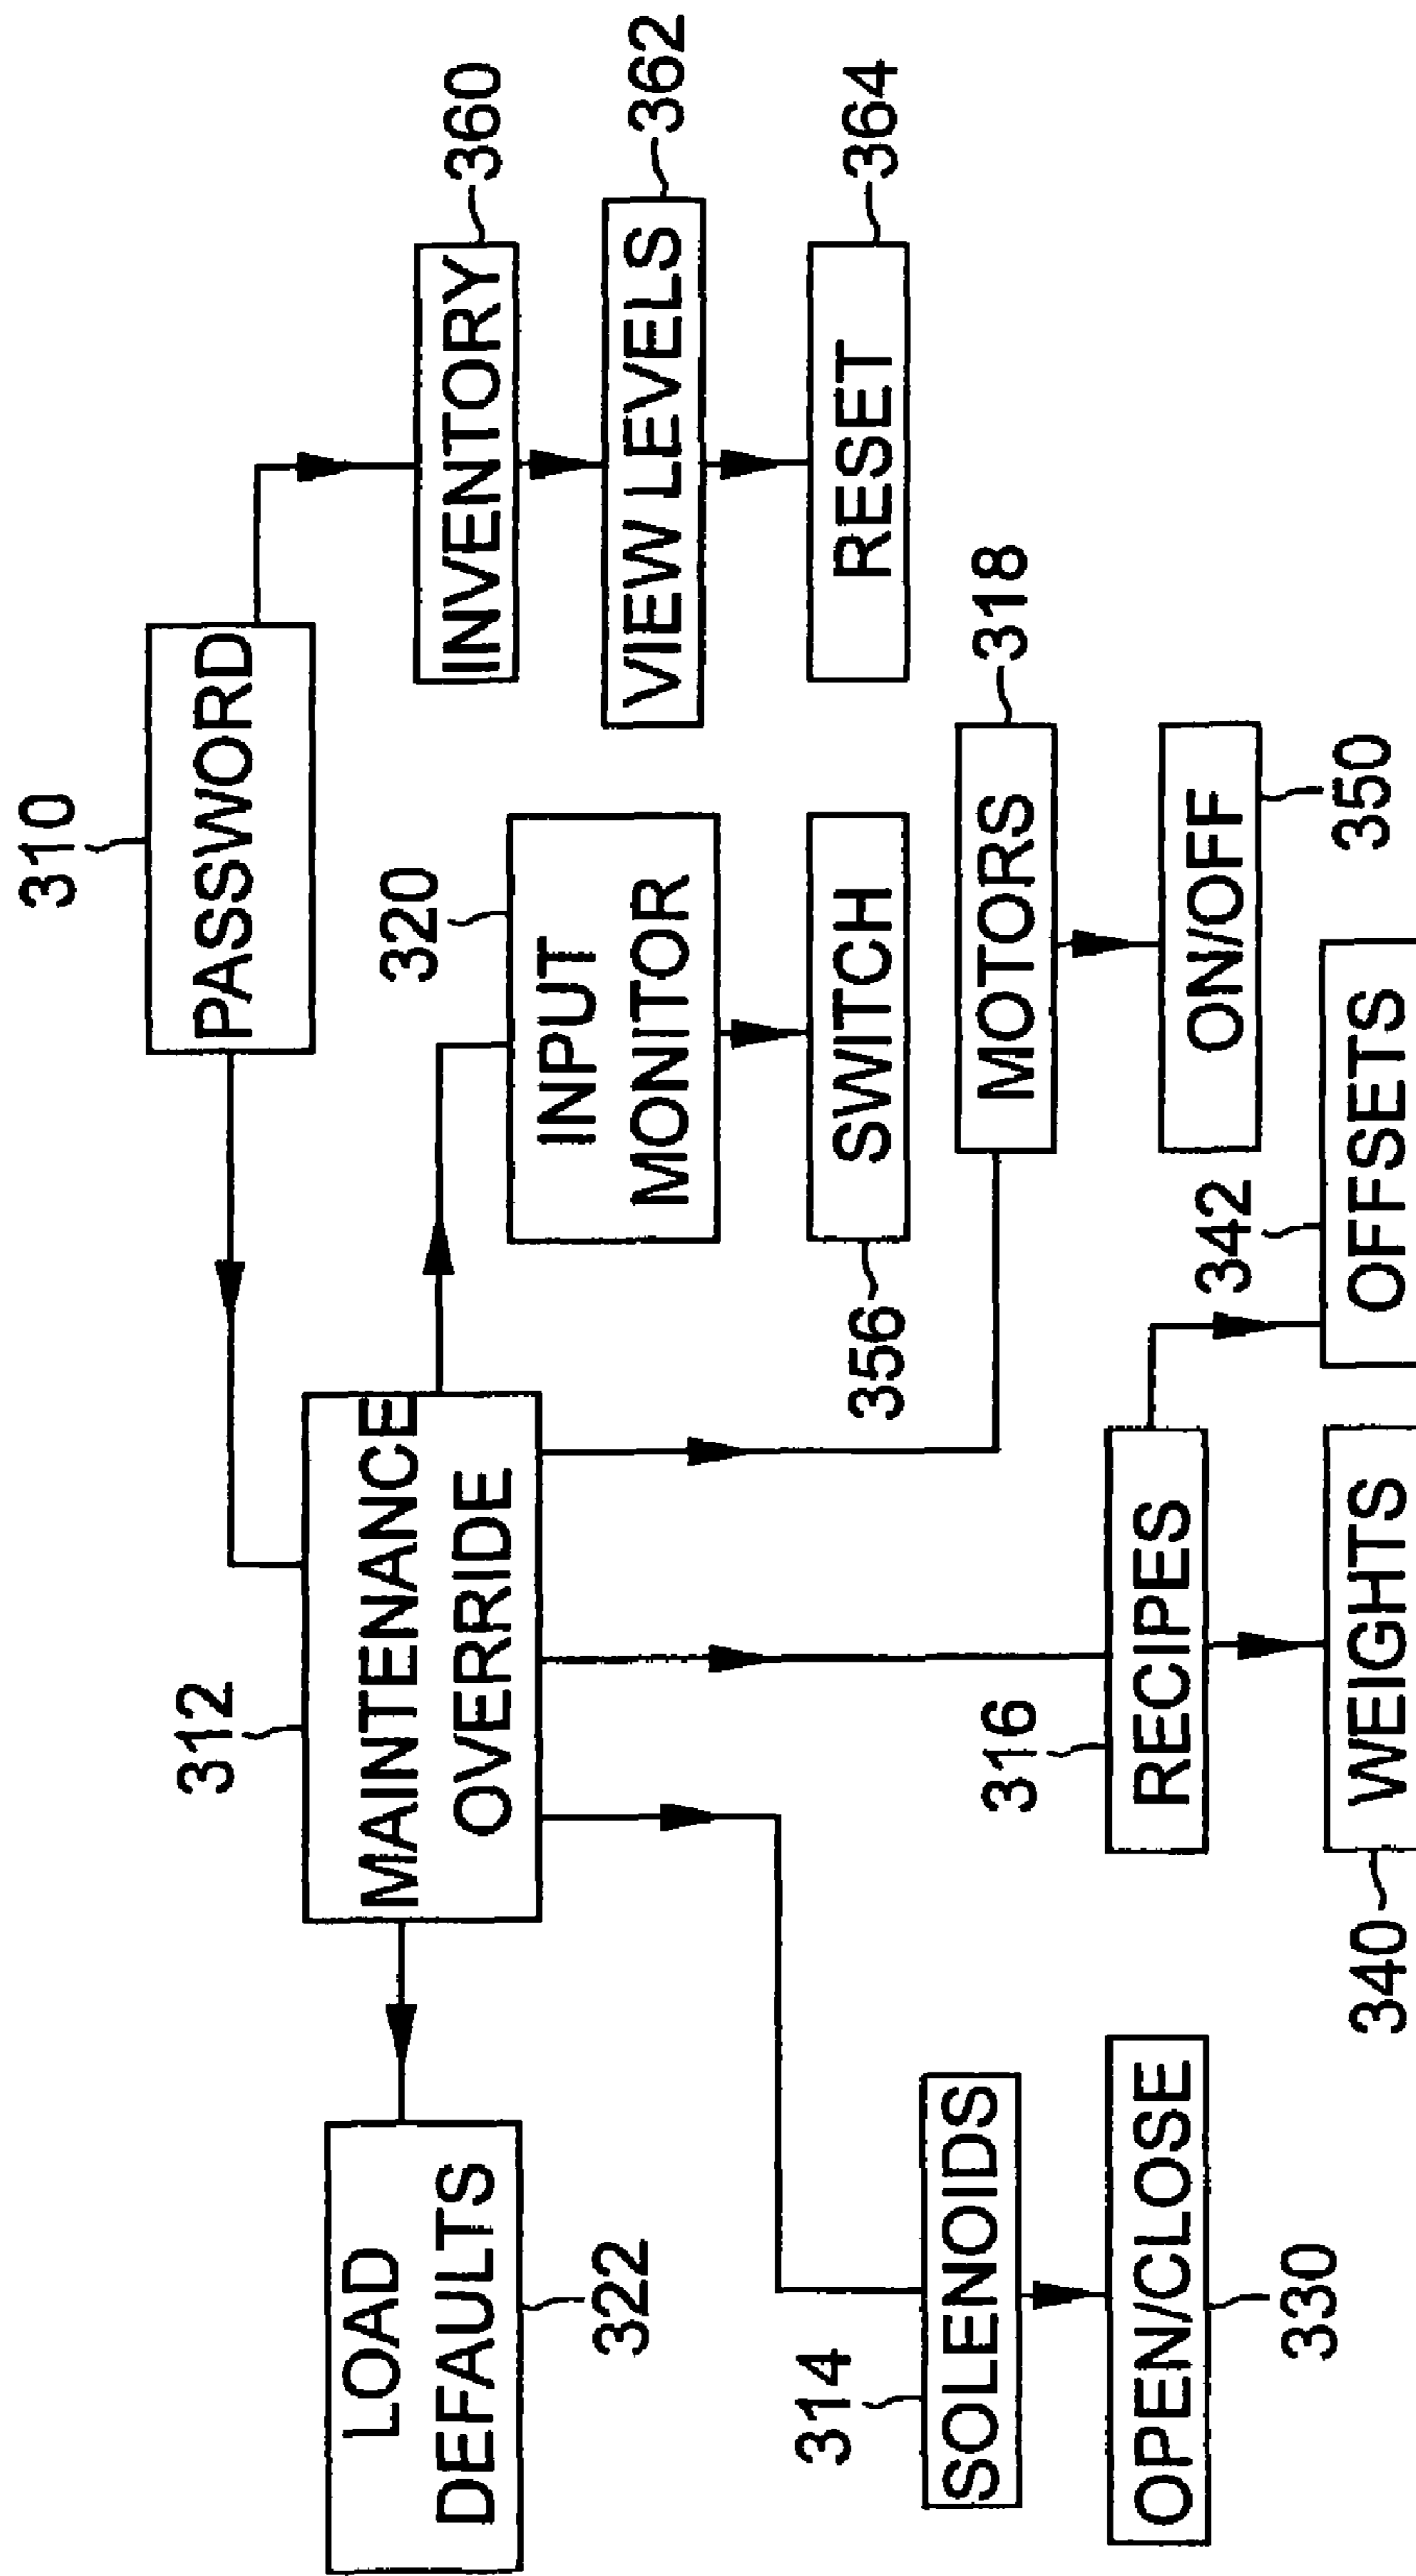 310
PASSWORD
312
MAINTENANCE
OVERRIDE
LOAD
DEFAULTS
322
320
INPUT
MONITOR
SWITCH
356
INVENTORY
360
VIEW LEVELS
362
RESET
364
314
SOLENOIDS
OPEN/CLOSE
330
316
RECIPES
340
WEIGHTS
342
OFFSETS
MOTORS
318
ON/OFF
350